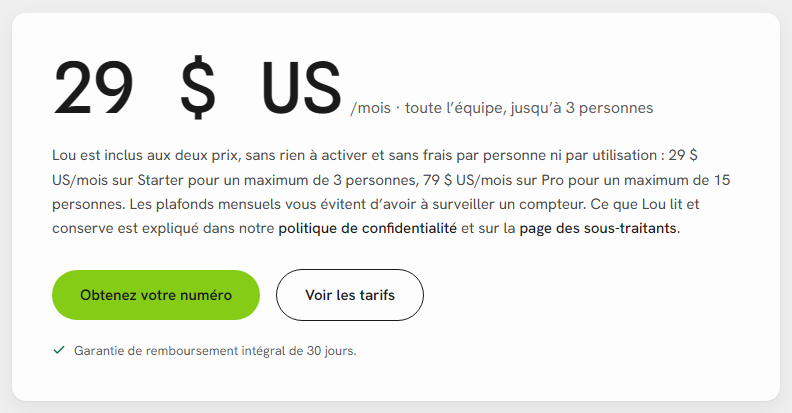 29 $ US /mois · toute l’équipe, jusqu’à 3 personnes
Lou est inclus aux deux prix, sans rien à activer et sans frais par personne ni par utilisation : 29 $
US/mois sur Starter pour un maximum de 3 personnes, 79 $ US/mois sur Pro pour un maximum de 15
personnes. Les plafonds mensuels vous évitent d’avoir à surveiller un compteur. Ce que Lou lit et
conserve est expliqué dans notre politique de confidentialité et sur la page des sous-traitants.
Obtenez votre numéro
Voir les tarifs
Garantie de remboursement intégral de 30 jours.